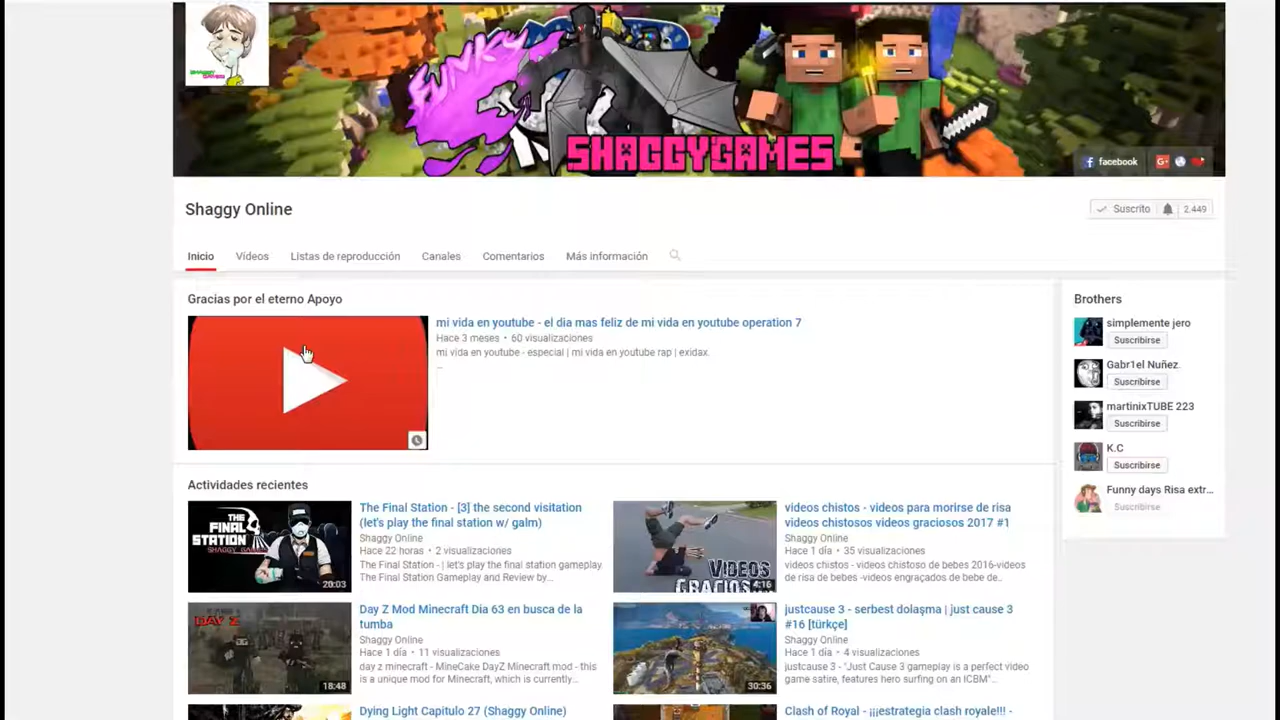 SHAGGYGAMES
facebook
Shaggy Online
Suscrito 2.449
Inicio Vídeos Listas de reproducción Canales Comentarios Más información
Gracias por el eterno Apoyo
mi vida en youtube - el dia mas feliz de mi vida en youtube operation 7
Hace 3 meses • 60 visualizaciones
mi vida en youtube - especial | mi vida en youtube rap | exidax.
...
Brothers
simplemente jero
Suscribirse
Gabr1el Nuñez
Suscribirse
martinixTUBE 223
Suscribirse
K.C
Suscribirse
Funny days Risa extr...
Suscribirse
Actividades recientes
THE FINAL STATION
SHAGGY GAMES
20:03
The Final Station - [3] the second visitation
(let's play the final station w/ galm)
Shaggy Online
Hace 22 horas • 2 visualizaciones
The Final Station - | let's play the final station gameplay
The Final Station Gameplay and Review by...
VIDEOS
GRACIOSOS
4:16
videos chistos - videos para morirse de risa
videos chistosos videos graciosos 2017 #1
Shaggy Online
Hace 1 día • 35 visualizaciones
videos chistos - videos chistoso de bebes 2016-videos
de risa de bebes -videos engraçados de bebe de..
DAY Z
18:48
Day Z Mod Minecraft Dia 63 en busca de la
tumba
Shaggy Online
Hace 1 día • 11 visualizaciones
day z minecraft - MineCake DayZ Minecraft mod - this
is a unique mod for Minecraft, which is currently...
30:36
justcause 3 - serbest dolaşma | just cause 3
#16 [türkçe]
Shaggy Online
Hace 1 día • 4 visualizaciones
justcause 3 - "Just Cause 3 gameplay is a perfect video
game satire, features hero surfing on an ICBM"...
Dying Light Capitulo 27 (Shaggy Online)
Clash of Royal - ¡¡¡estrategia clash royale!!! -